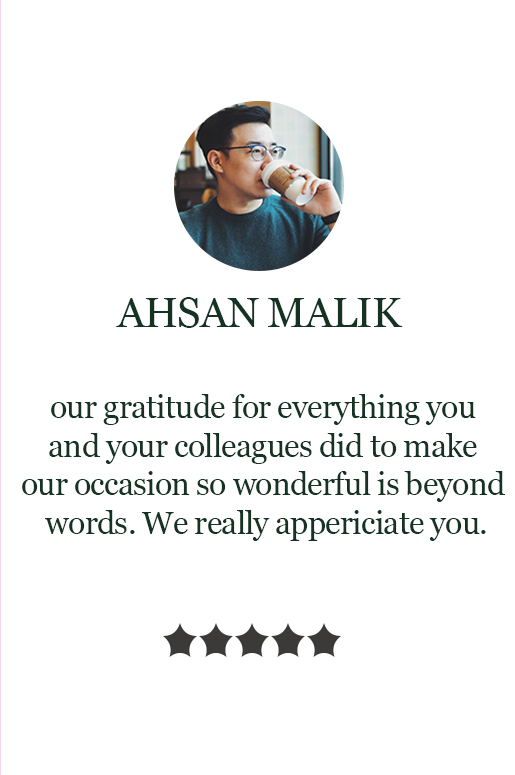 AHSAN MALIK
our gratitude for everything you
and your colleagues did to make
our occasion so wonderful is beyond
words. We really appericiate you.